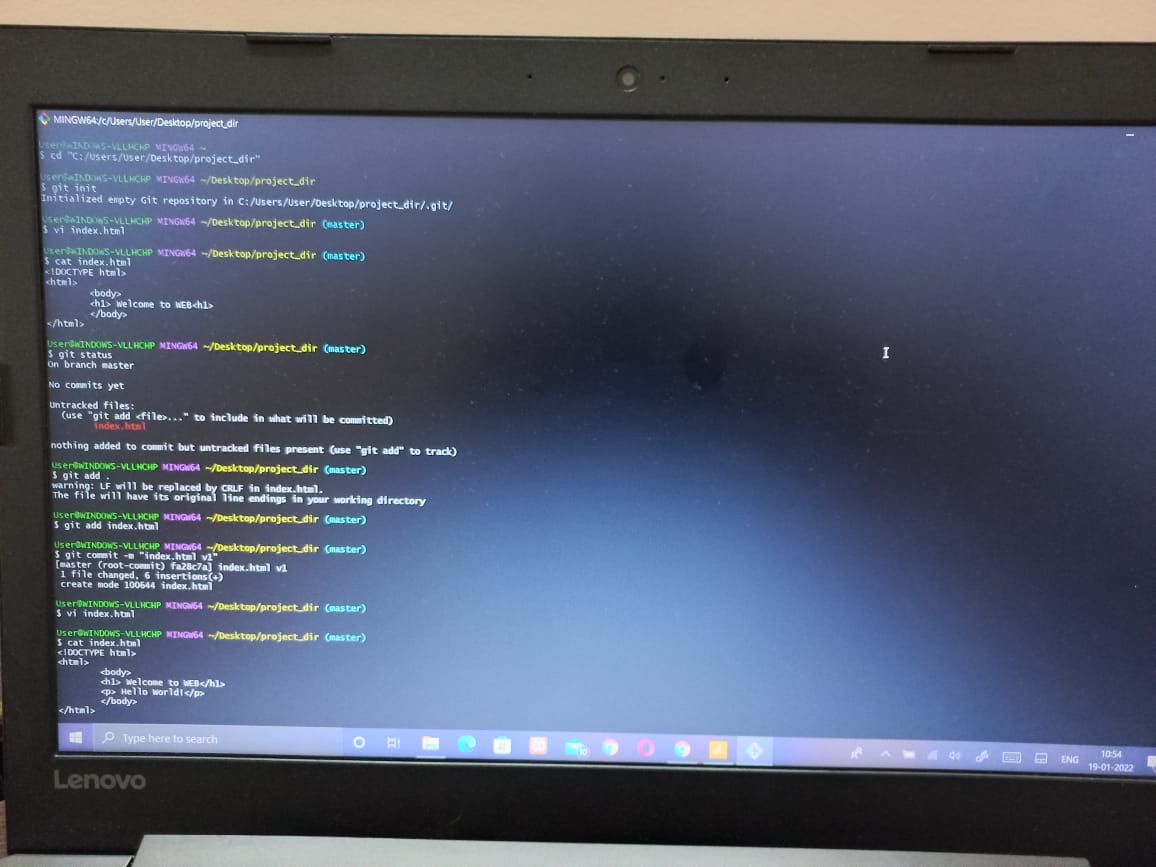 MINGW64:/c/Users/User/Desktop/project_dir
User@WINDOWS-VLLHCHP MINGW64 ~
$ cd "C:/Users/User/Desktop/project_dir"
User@WINDOWS-VLLHCHP MINGW64 ~/Desktop/project_dir
$ git init
Initialized empty Git repository in C:/Users/User/Desktop/project_dir/.git/
User@WINDOWS-VLLHCHP MINGW64 ~/Desktop/project_dir (master)
$ vi index.html
User@WINDOWS-VLLHCHP MINGW64 ~/Desktop/project_dir (master)
$ cat index.html
<!DOCTYPE html>
<html>
<body>
<h1> Welcome to WEB<h1>
</body>
</html>
User@WINDOWS-VLLHCHP MINGW64 ~/Desktop/project_dir (master)
$ git status
On branch master
No commits yet
Untracked files:
(use "git add <file>..." to include in what will be committed)
index.html
nothing added to commit but untracked files present (use "git add" to track)
User@WINDOWS-VLLHCHP MINGW64 ~/Desktop/project_dir (master)
$ git add .
warning: LF will be replaced by CRLF in index.html.
The file will have its original line endings in your working directory
User@WINDOWS-VLLHCHP MINGW64 ~/Desktop/project_dir (master)
$ git add index.html
User@WINDOWS-VLLHCHP MINGW64 ~/Desktop/project_dir (master)
$ git commit -m "index.html v1"
[master (root-commit) fa28c7a] index.html v1
1 file changed, 6 insertions(+)
create mode 100644 index.html
User@WINDOWS-VLLHCHP MINGW64 ~/Desktop/project_dir (master)
$ vi index.html
User@WINDOWS-VLLHCHP MINGW64 ~/Desktop/project_dir (master)
$ cat index.html
<!DOCTYPE html>
<html>
<body>
<h1> Welcome to WEB</h1>
<p> Hello World!</p>
</body>
</html>
Type here to search
10
ENG
10:54
19-01-2022
Lenovo